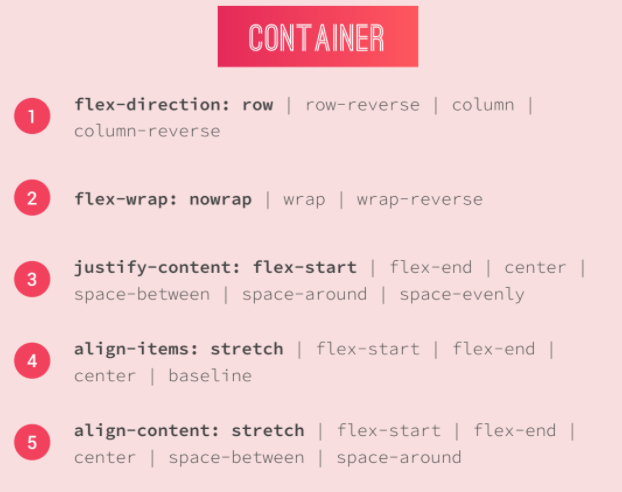 CONTAINER
1 flex-direction: row | row-reverse | column |
column-reverse
2 flex-wrap: nowrap | wrap | wrap-reverse
3 justify-content: flex-start | flex-end | center |
space-between | space-around | space-evenly
4 align-items: stretch | flex-start | flex-end |
center | baseline
5 align-content: stretch | flex-start | flex-end |
center | space-between | space-around